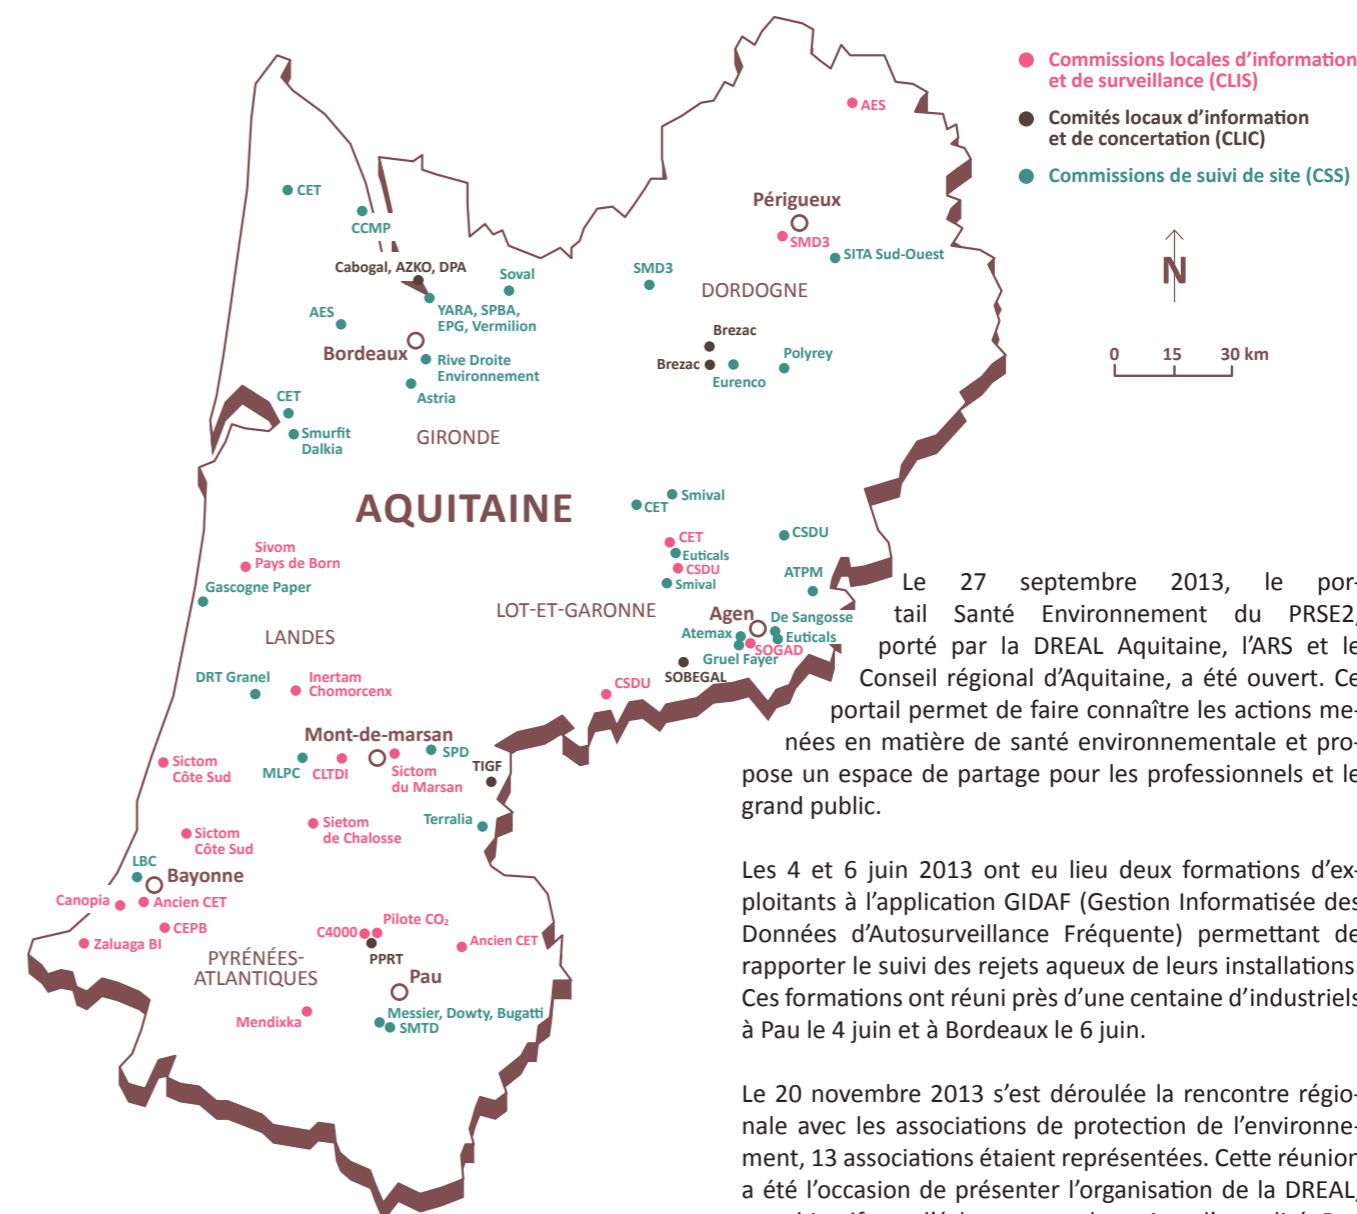 Commissions locales d'information
et de surveillance (CLIS)
Comités locaux d'information
et de concertation (CLIC)
Commissions de suivi de site (CSS)
N
0 15 30 km
AES
CET
CCMP
Périgueux
SMD3
SITA Sud-Ouest
Cabogal, AZKO, DPA
Soval
SMD3
DORDOGNE
YARA, SPBA,
EPG, Vermilion
AES
Bordeaux
Brezac
Rive Droite
Environnement
Brezac
Polyrey
Eurenco
Astria
CET
Smurfit
Dalkia
GIRONDE
AQUITAINE
Smival
CET
CSDU
CET
Euticals
CSDU
Smival
ATPM
Sivom
Pays de Born
Gascogne Paper
LOT-ET-GARONNE
Agen
De Sangosse
LANDES
Atemax
Euticals
SOGAD
Gruel Fayer
SOBEGAL
DRT Granel
Inertam
Chomorcenx
CSDU
Mont-de-marsan
SPD
Sictom
Côte Sud
MLPC
CLTDI
Sictom
du Marsan
TIGF
Sietom
de Chalosse
Terralia
Sictom
Côte Sud
LBC
Bayonne
Canopia
Ancien CET
CEPB
Zaluaga BI
C4000
Pilote CO₂
Ancien CET
PPRT
PYRÉNÉES-
ATLANTIQUES
Pau
Mendixka
Messier, Dowty, Bugatti
SMTD
Le 27 septembre 2013, le por-
tail Santé Environnement du PRSE2,
porté par la DREAL Aquitaine, l'ARS et le
Conseil régional d'Aquitaine, a été ouvert. Ce
portail permet de faire connaître les actions me-
nées en matière de santé environnementale et pro-
pose un espace de partage pour les professionnels et le
grand public.
Les 4 et 6 juin 2013 ont eu lieu deux formations d'ex-
ploitants à l'application GIDAF (Gestion Informatisée des
Données d'Autosurveillance Fréquente) permettant de
rapporter le suivi des rejets aqueux de leurs installations.
Ces formations ont réuni près d'une centaine d'industriels
à Pau le 4 juin et à Bordeaux le 6 juin.
Le 20 novembre 2013 s'est déroulée la rencontre régio-
nale avec les associations de protection de l'environne-
ment, 13 associations étaient représentées. Cette réunion
a été l'occasion de présenter l'organisation de la DREAL,